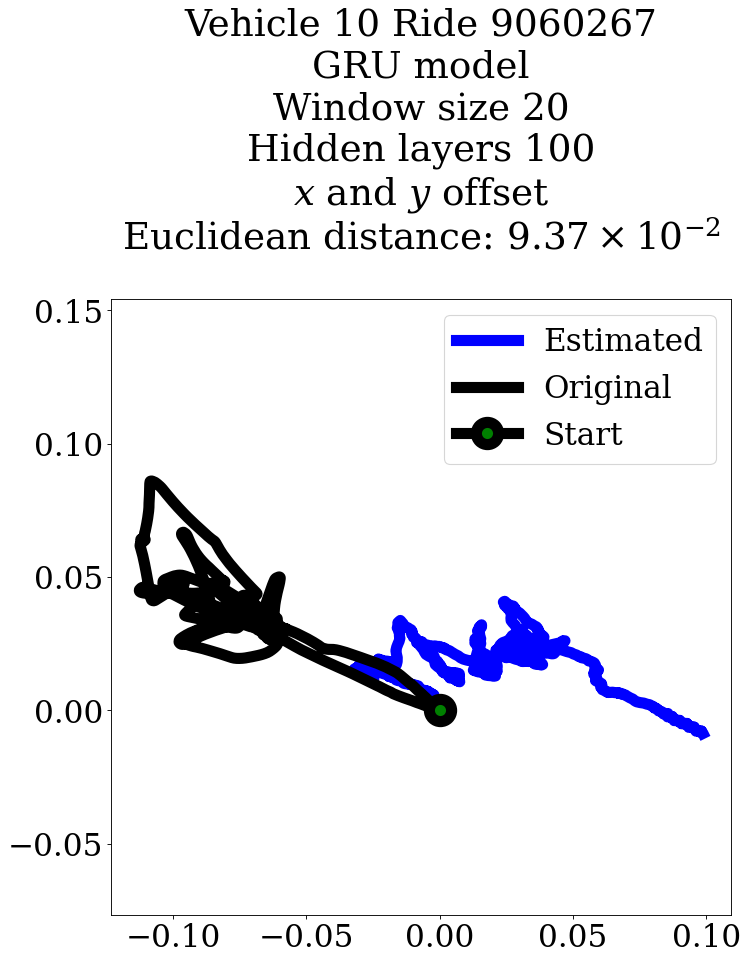 Vehicle 10 Ride 9060267
GRU model
Window size 20
Hidden layers 100
x and y offset
Euclidean distance: 9.37 × 10⁻²
Estimated
Original
Start
0.15
0.10
0.05
0.00
−0.05
−0.10 −0.05 0.00 0.05 0.10